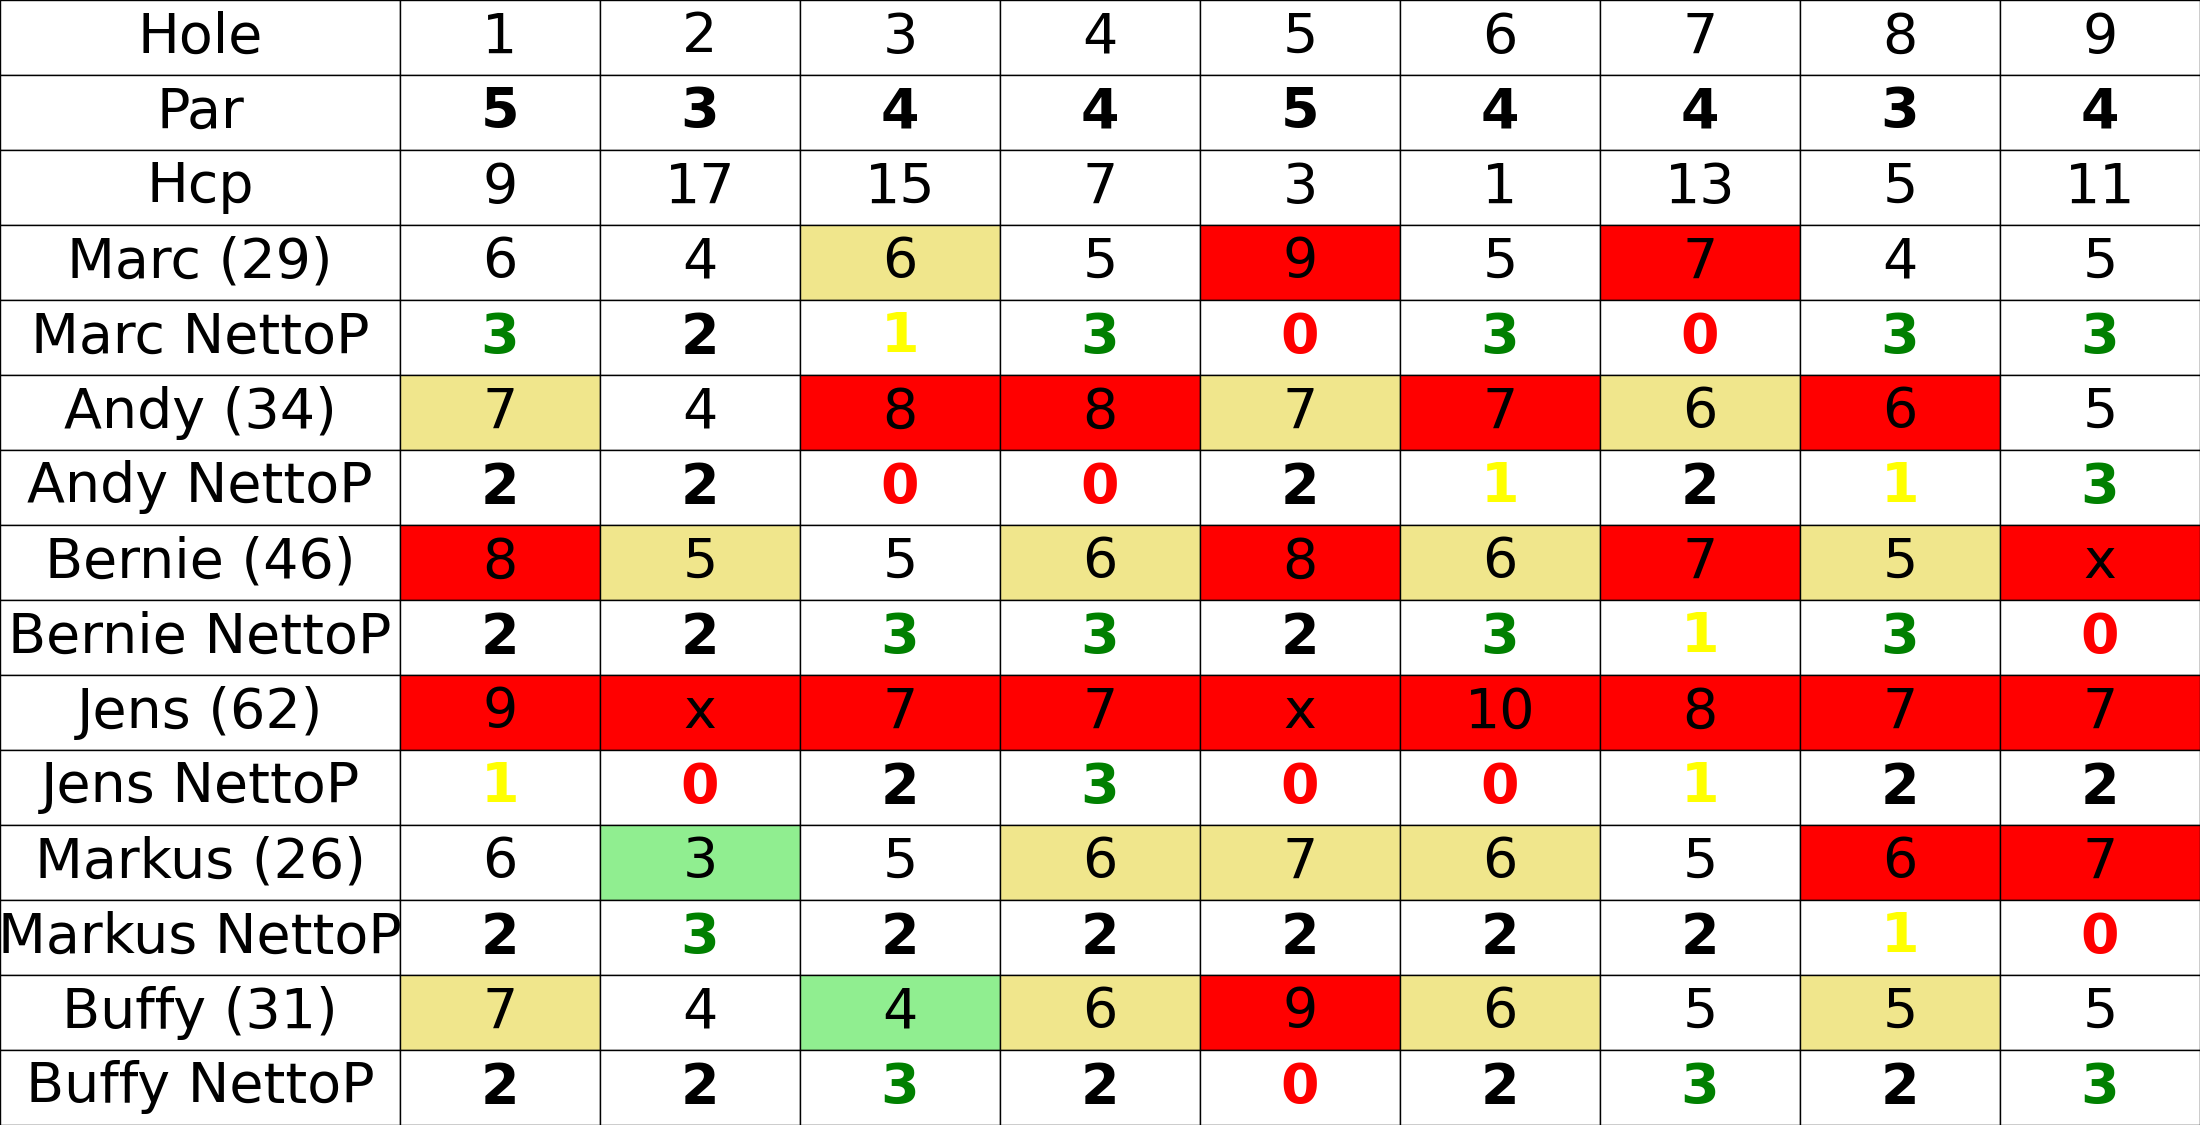 Hole 1 2 3 4 5 6 7 8 9
Par 5 3 4 4 5 4 4 3 4
Hcp 9 17 15 7 3 1 13 5 11
Marc (29) 6 4 6 5 9 5 7 4 5
Marc NettoP 3 2 1 3 0 3 0 3 3
Andy (34) 7 4 8 8 7 7 6 6 5
Andy NettoP 2 2 0 0 2 1 2 1 3
Bernie (46) 8 5 5 6 8 6 7 5 x
Bernie NettoP 2 2 3 3 2 3 1 3 0
Jens (62) 9 x 7 7 x 10 8 7 7
Jens NettoP 1 0 2 3 0 0 1 2 2
Markus (26) 6 3 5 6 7 6 5 6 7
Markus NettoP 2 3 2 2 2 2 2 1 0
Buffy (31) 7 4 4 6 9 6 5 5 5
Buffy NettoP 2 2 3 2 0 2 3 2 3